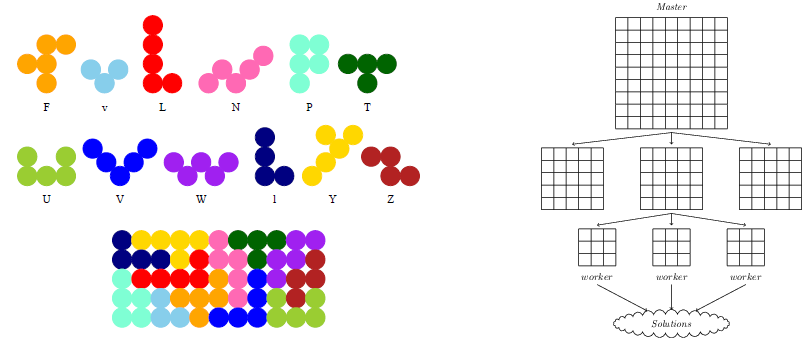 F v L N P T
U V W l Y Z
Master
worker worker worker
Solutions